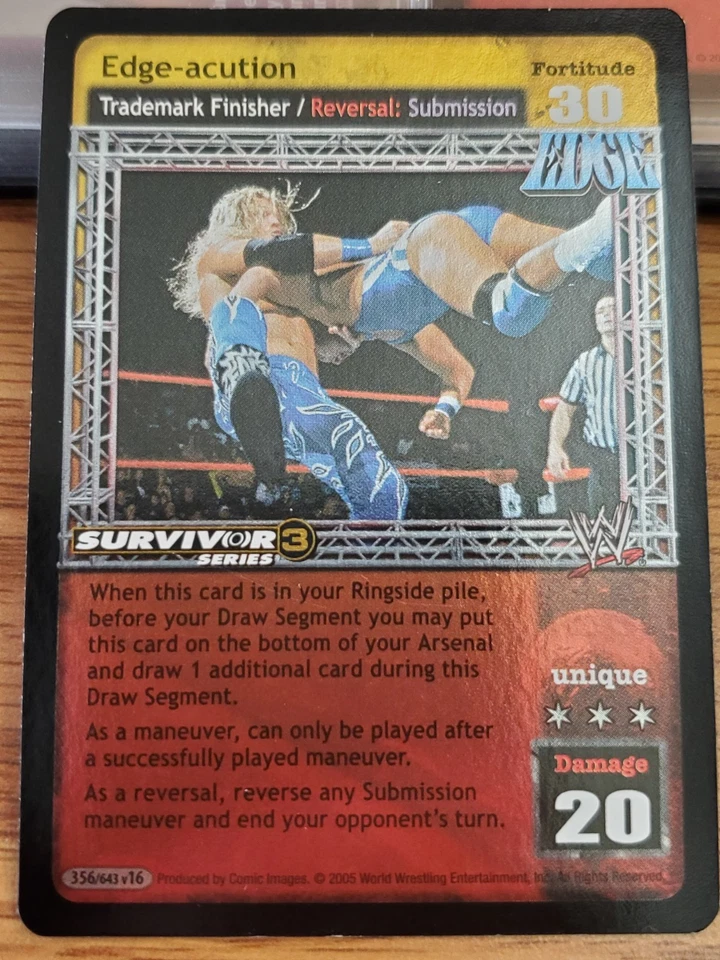 Edge-acution
Fortitude
Trademark Finisher / Reversal: Submission
30
EDGE
SURVIVOR 3
SERIES
W
When this card is in your Ringside pile,
before your Draw Segment you may put
this card on the bottom of your Arsenal
and draw 1 additional card during this
Draw Segment.
unique
As a maneuver, can only be played after
a successfully played maneuver.
Damage
20
As a reversal, reverse any Submission
maneuver and end your opponent's turn.
356/643 v16 Produced by Comic Images. © 2005 World Wrestling Entertainment, Inc. All Rights Reserved.